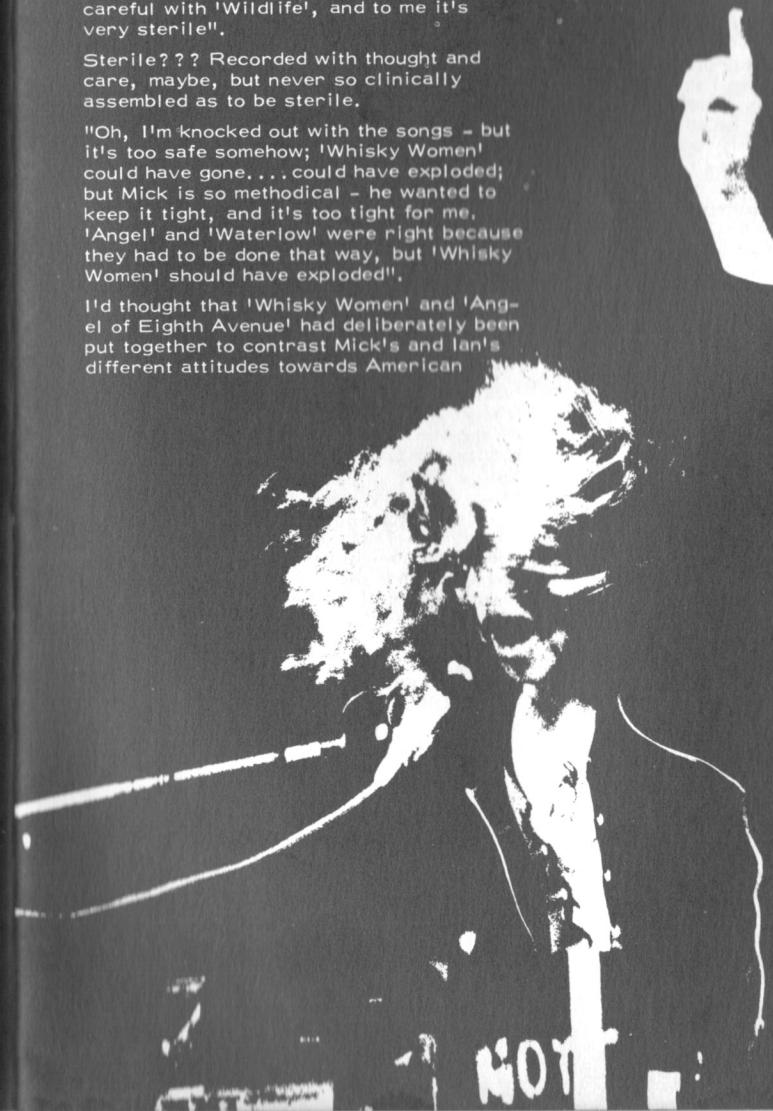 careful with 'Wildlife', and to me it's
very sterile".
Sterile??? Recorded with thought and
care, maybe, but never so clinically
assembled as to be sterile.
"Oh, I'm knocked out with the songs - but
it's too safe somehow; 'Whisky Women'
could have gone....could have exploded;
but Mick is so methodical - he wanted to
keep it tight, and it's too tight for me.
'Angel' and 'Waterlow' were right because
they had to be done that way, but 'Whisky
Women' should have exploded".
I'd thought that 'Whisky Women' and 'Ang-
el of Eighth Avenue' had deliberately been
put together to contrast Mick's and Ian's
different attitudes towards American
MOT